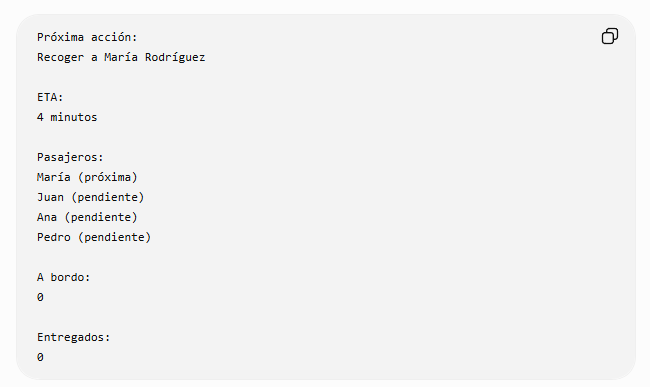 Próxima acción:
Recoger a María Rodríguez
ETA:
4 minutos
Pasajeros:
María (próxima)
Juan (pendiente)
Ana (pendiente)
Pedro (pendiente)
A bordo:
0
Entregados:
0